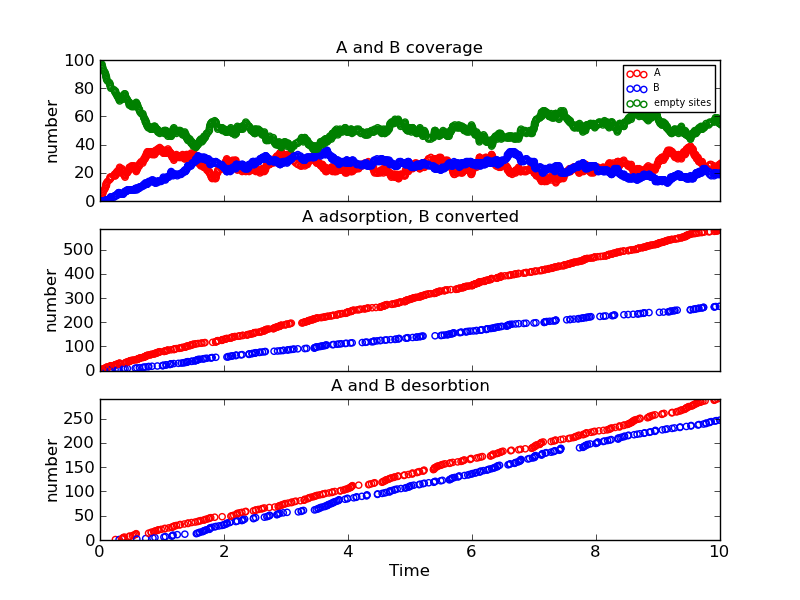 A and B coverage
100
80
60
40
20
0
number
A
B
empty sites
A adsorption, B converted
500
400
300
200
100
0
number
A and B desorbtion
250
200
150
100
50
0
number
0 2 4 6 8 10
Time